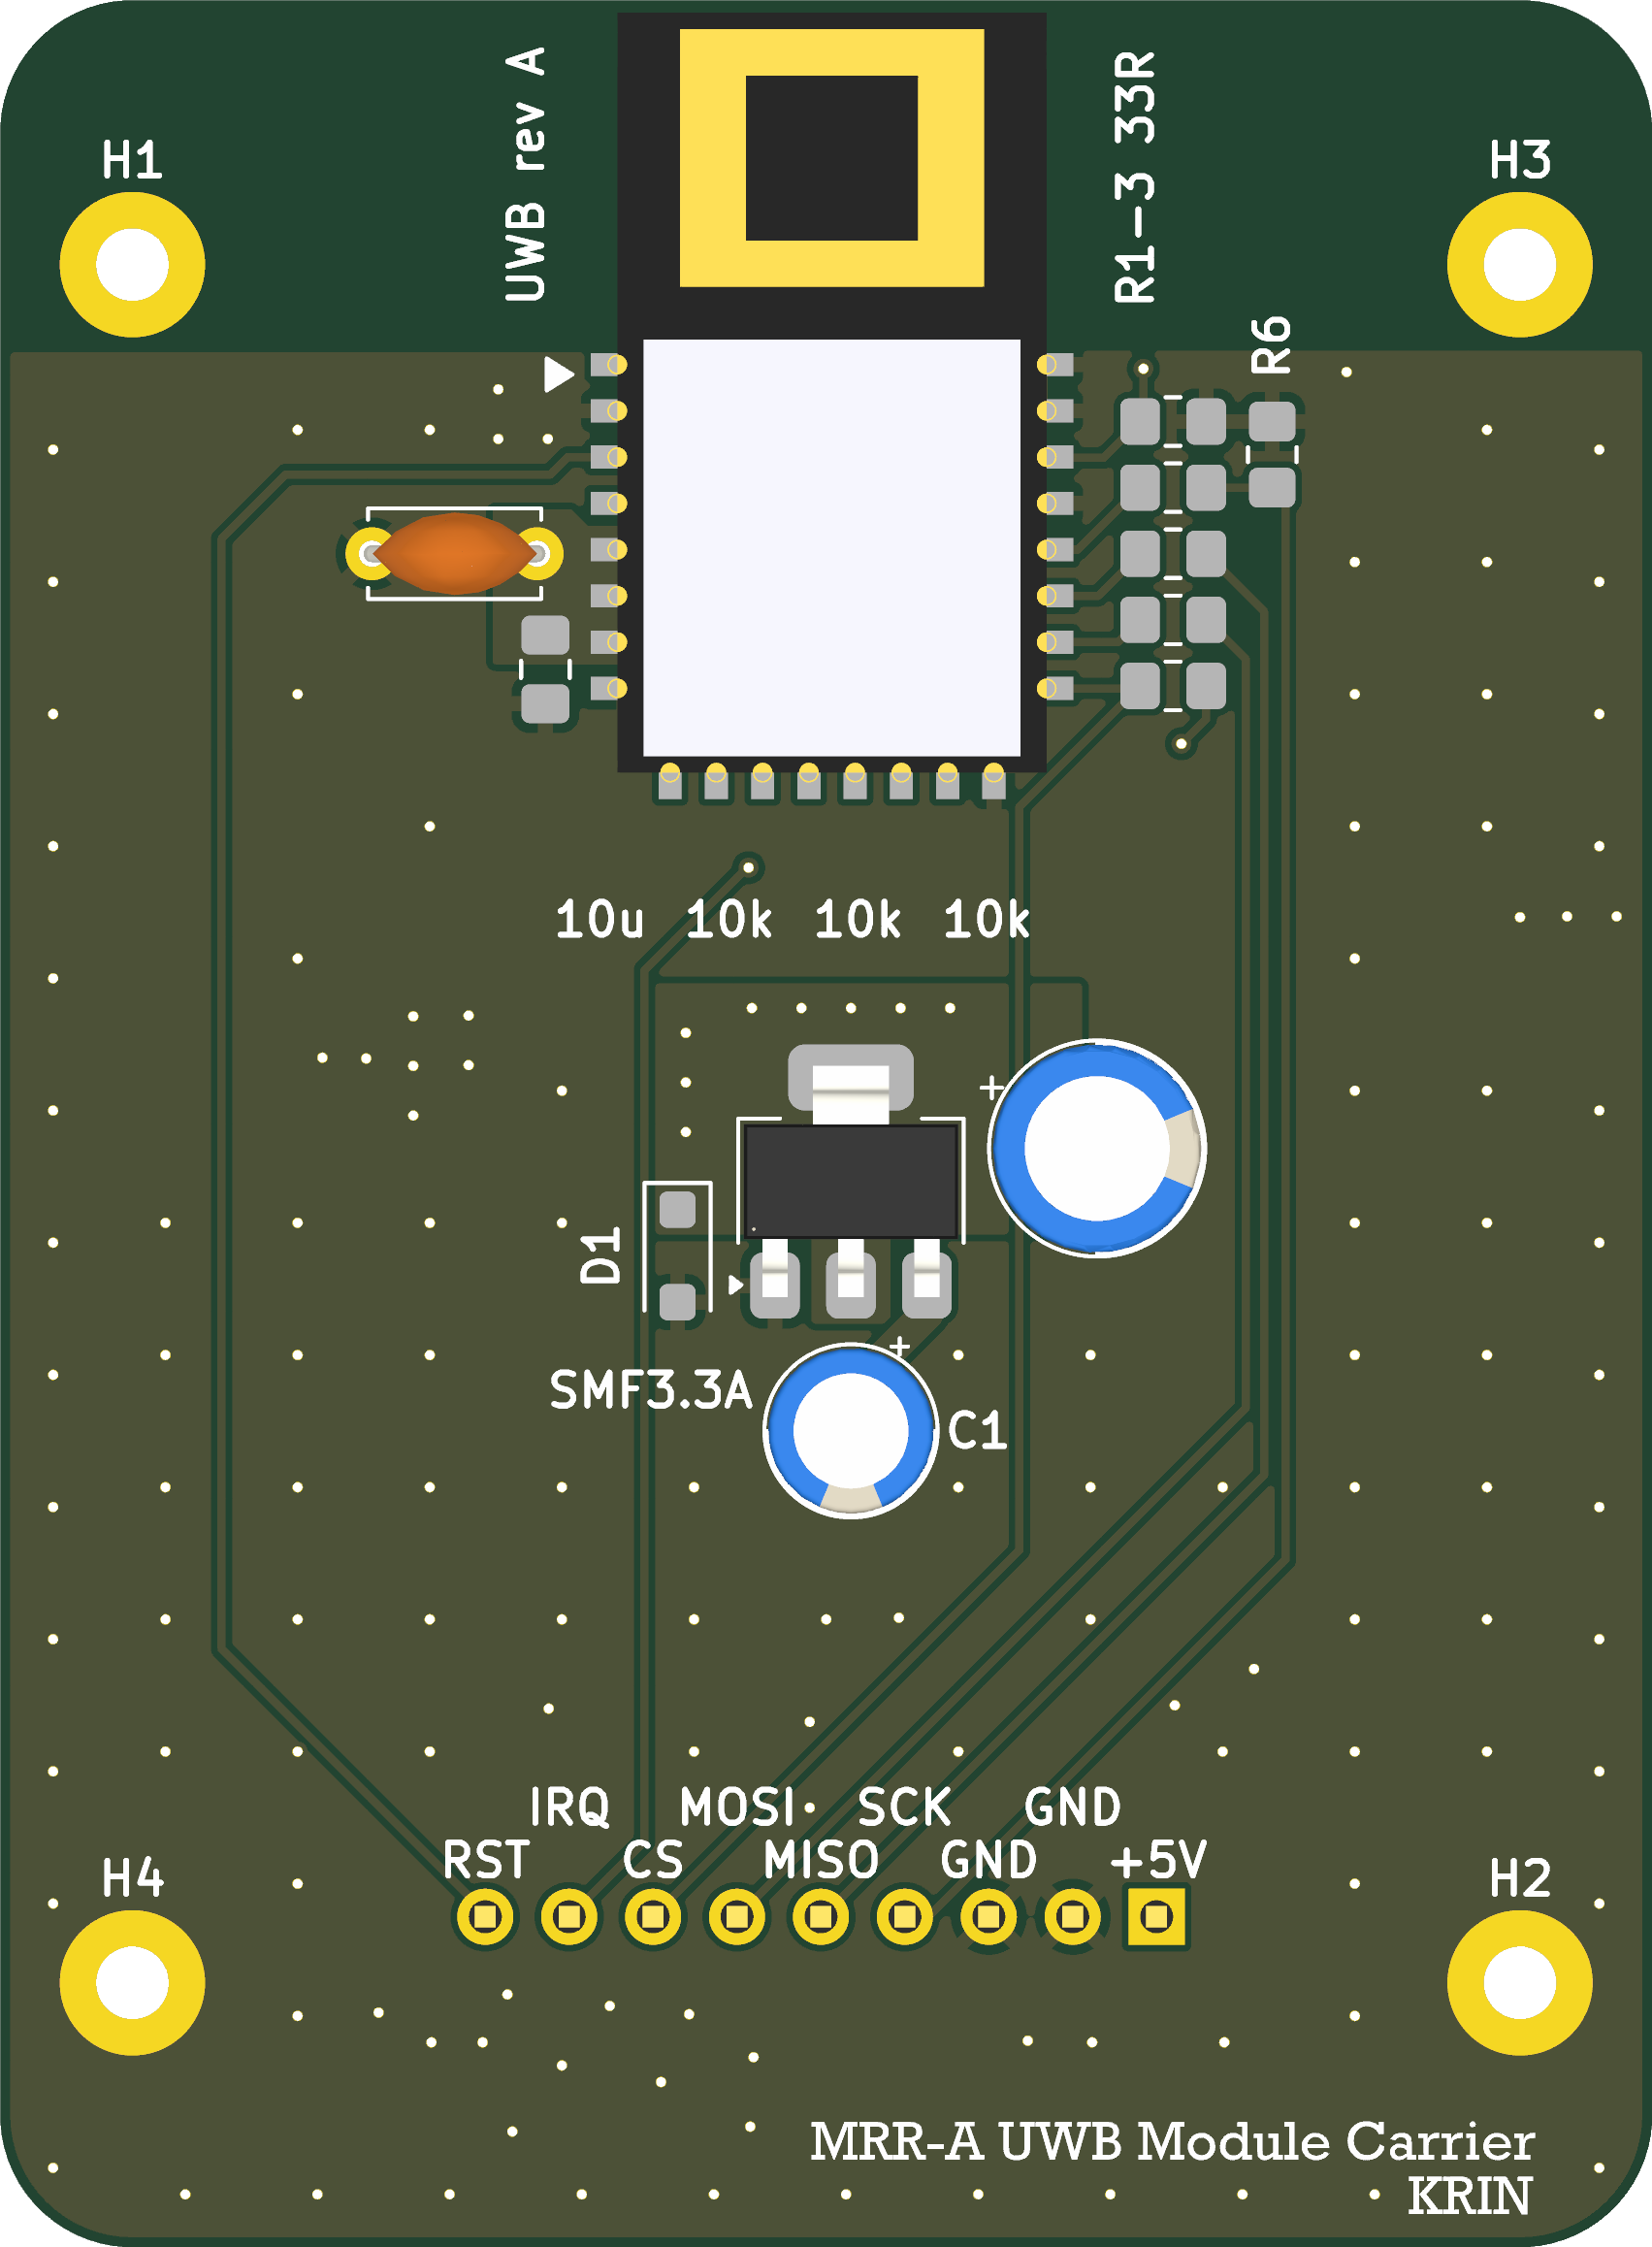 UWB rev A
R1-3 33R
H1
H3
R6
10u 10k 10k 10k
+
D1
+
SMF3.3A
C1
IRQ MOSI SCK GND
RST CS MISO GND +5V
H4
H2
MRR-A UWB Module Carrier
KRIN